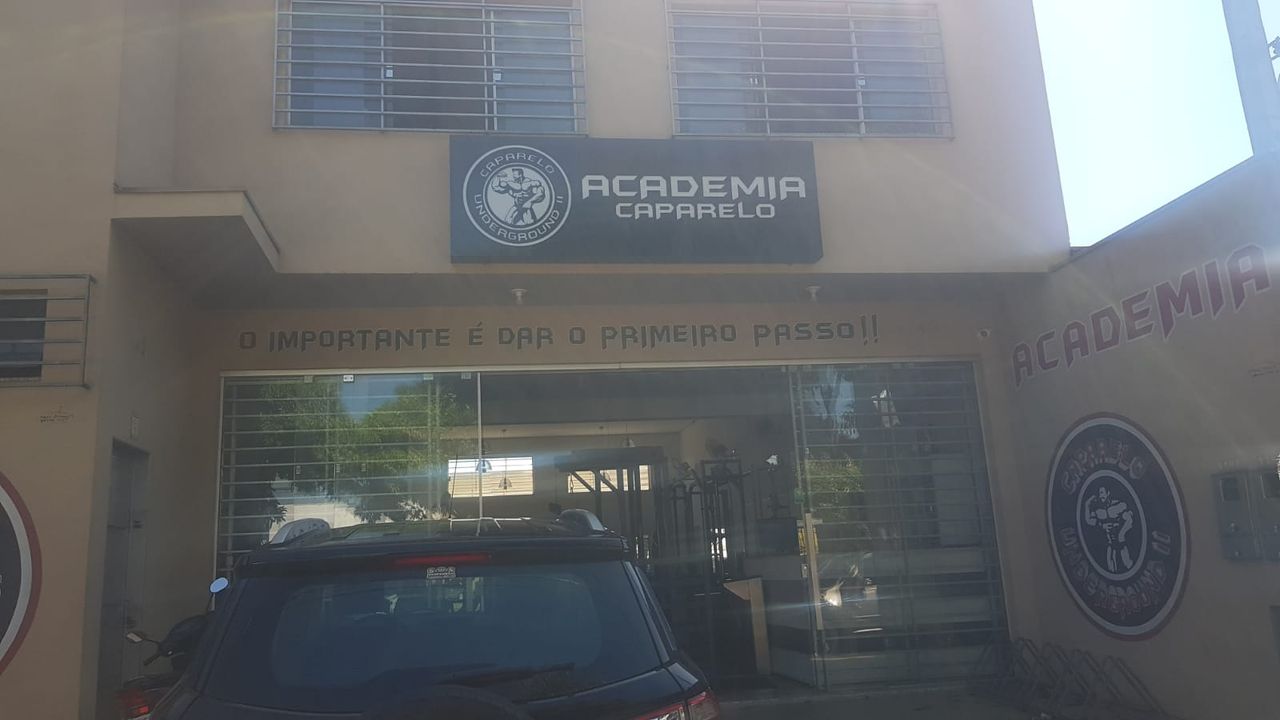 CAPARELO
UNDERGROUND II
ACADEMIA
CAPARELO
O IMPORTANTE É DAR O PRIMEIRO PASSO!!
ACADEMIA
CAPARELO
UNDERGROUND II